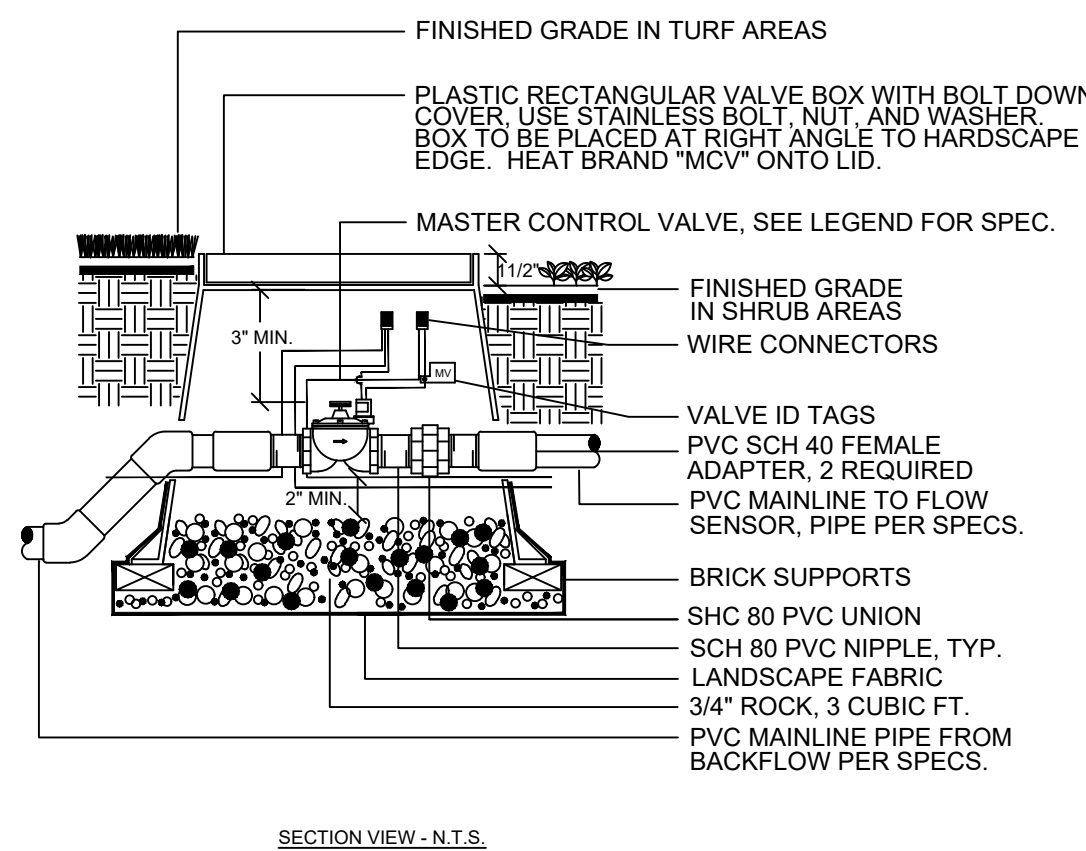 FINISHED GRADE IN TURF AREAS
PLASTIC RECTANGULAR VALVE BOX WITH BOLT DOWN
COVER, USE STAINLESS BOLT, NUT, AND WASHER.
BOX TO BE PLACED AT RIGHT ANGLE TO HARDSCAPE
EDGE. HEAT BRAND "MCV" ONTO LID.
MASTER CONTROL VALVE, SEE LEGEND FOR SPEC.
11/2"
FINISHED GRADE
IN SHRUB AREAS
3" MIN.
WIRE CONNECTORS
MV
VALVE ID TAGS
PVC SCH 40 FEMALE
ADAPTER, 2 REQUIRED
2" MIN.
PVC MAINLINE TO FLOW
SENSOR, PIPE PER SPECS.
BRICK SUPPORTS
SHC 80 PVC UNION
SCH 80 PVC NIPPLE, TYP.
LANDSCAPE FABRIC
3/4" ROCK, 3 CUBIC FT.
PVC MAINLINE PIPE FROM
BACKFLOW PER SPECS.
SECTION VIEW - N.T.S.